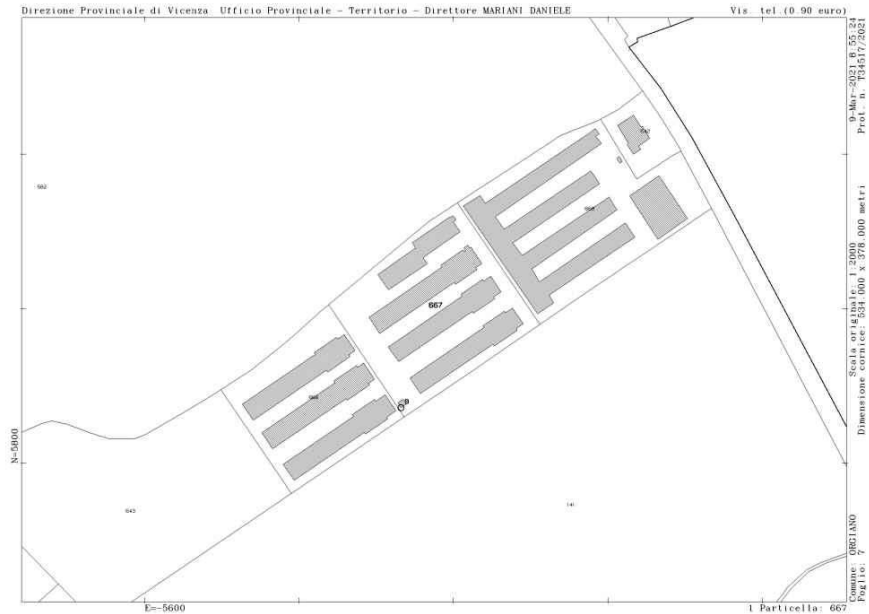 Direzione Provinciale di Vicenza Ufficio Provinciale - Territorio - Direttore MARIANI DANIELE
Vis. tel. (0.90 euro)
9-Mar-2021 8:55:24
Prot. n. T34517/2021
Scala originale: 1:2000
Dimensione cornice: 534.000 x 378.000 metri
Comune: ORGIANO
Foglio: 7
667
643
141
N=5800
E=-5600
1 Particella: 667